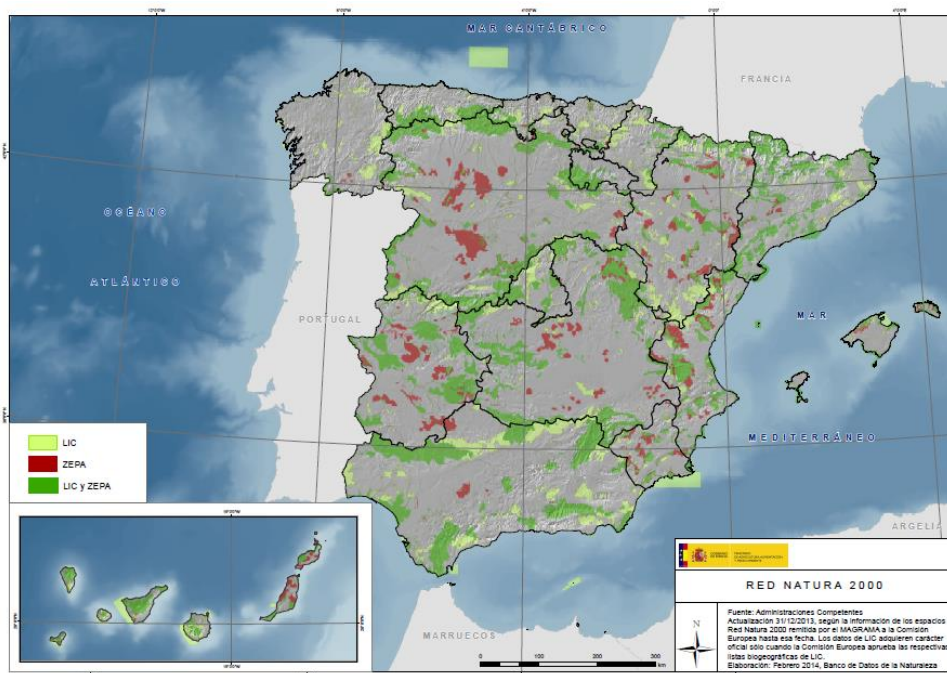 MAR CANTÁBRICO
FRANCIA
OCÉANO
ATLÁNTICO
PORTUGAL
MAR
MEDITERRÁNEO
ARGELIA
MARRUECOS
LIC
ZEPA
LIC y ZEPA
0 50 100 200 300
km
RED NATURA 2000
N
Fuente: Administraciones Competentes
Actualización 31/12/2013, según la información de los espacios
Red Natura 2000 remitida por el MAGRAMA a la Comisión
Europea hasta esa fecha. Los datos de LIC adquieren carácter
oficial sólo cuando la Comisión Europea aprueba las respectivas
listas biogeográficas de LIC.
Elaboración: Febrero 2014, Banco de Datos de la Naturaleza